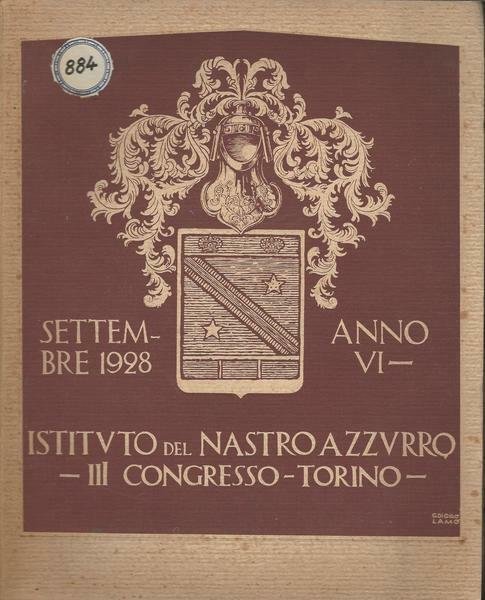 884
SETTEM-
BRE 1928
ANNO
VI —
ISTITVTO DEL NASTRO AZZVRRO
— III CONGRESSO - TORINO —